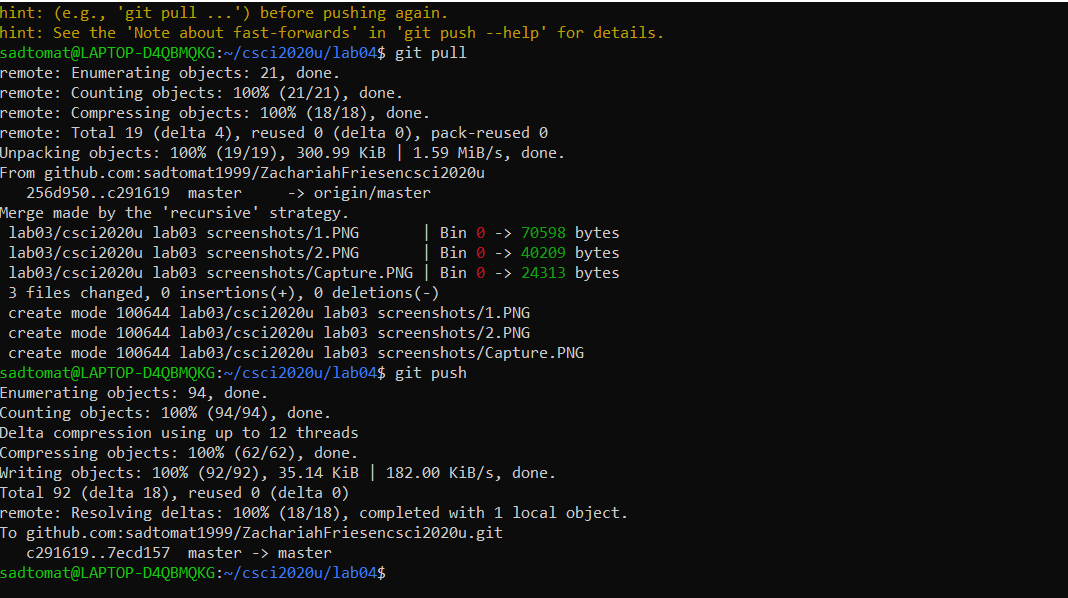 hint: (e.g., 'git pull ...') before pushing again.
hint: See the 'Note about fast-forwards' in 'git push --help' for details.
sadtomat@LAPTOP-D4QBMQKG:~/csci2020u/lab04$ git pull
remote: Enumerating objects: 21, done.
remote: Counting objects: 100% (21/21), done.
remote: Compressing objects: 100% (18/18), done.
remote: Total 19 (delta 4), reused 0 (delta 0), pack-reused 0
Unpacking objects: 100% (19/19), 300.99 KiB | 1.59 MiB/s, done.
From github.com:sadtomat1999/ZachariahFriesencsci2020u
   256d950..c291619  master     -> origin/master
Merge made by the 'recursive' strategy.
 lab03/csci2020u lab03 screenshots/1.PNG       | Bin 0 -> 70598 bytes
 lab03/csci2020u lab03 screenshots/2.PNG       | Bin 0 -> 40209 bytes
 lab03/csci2020u lab03 screenshots/Capture.PNG | Bin 0 -> 24313 bytes
 3 files changed, 0 insertions(+), 0 deletions(-)
 create mode 100644 lab03/csci2020u lab03 screenshots/1.PNG
 create mode 100644 lab03/csci2020u lab03 screenshots/2.PNG
 create mode 100644 lab03/csci2020u lab03 screenshots/Capture.PNG
sadtomat@LAPTOP-D4QBMQKG:~/csci2020u/lab04$ git push
Enumerating objects: 94, done.
Counting objects: 100% (94/94), done.
Delta compression using up to 12 threads
Compressing objects: 100% (62/62), done.
Writing objects: 100% (92/92), 35.14 KiB | 182.00 KiB/s, done.
Total 92 (delta 18), reused 0 (delta 0)
remote: Resolving deltas: 100% (18/18), completed with 1 local object.
To github.com:sadtomat1999/ZachariahFriesencsci2020u.git
   c291619..7ecd157  master -> master
sadtomat@LAPTOP-D4QBMQKG:~/csci2020u/lab04$